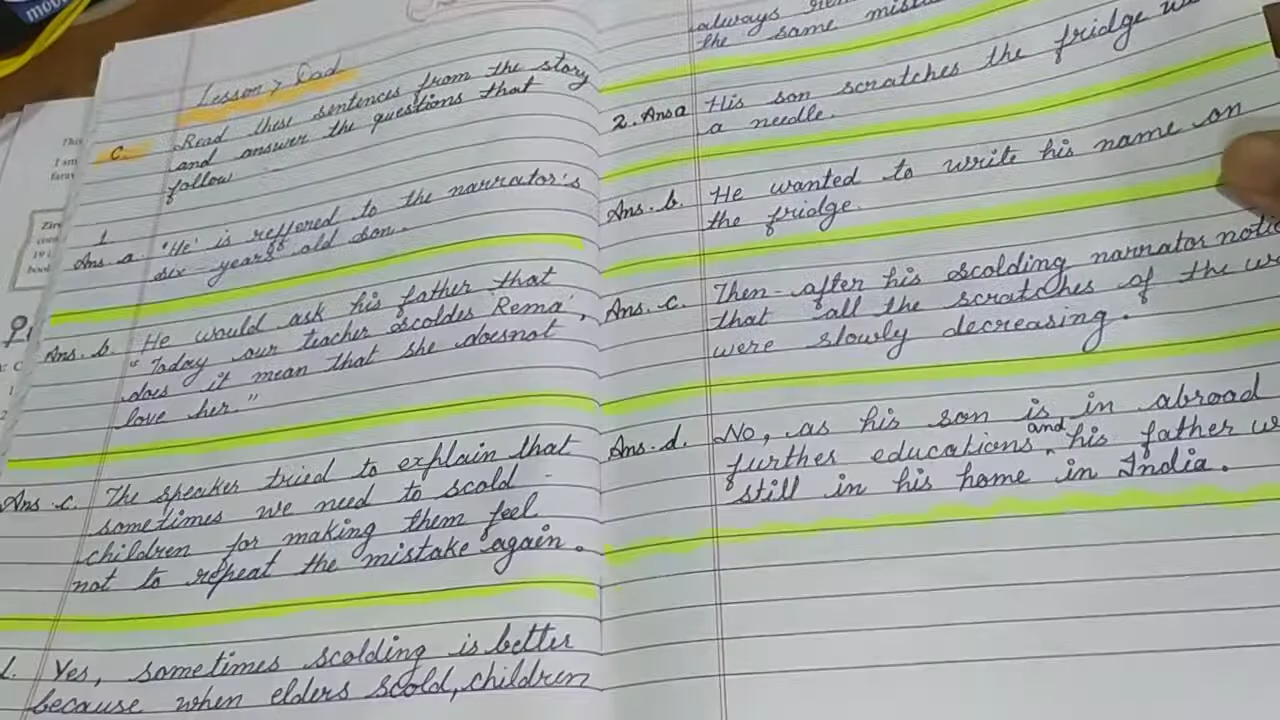 Lesson > Dad
C. Read these sentences from the story
and answer the questions that
follow
1
Ans a. 'He' is reffered to the narrator's
six-years old son.
Ans. b. He would ask his father that
"Today our teacher scoldes 'Rema',
does it mean that she doesnot
love her."
Ans c. The speaker tried to explain that
sometimes we need to scold -
children for making them feel
not to repeat the mistake again.
Yes, sometimes scolding is better
because when elders scold, children
always
the same
2. Ans a His son scratches the fridge
a needle.
Ans. b. He wanted to write his name on
the fridge.
Ans. c. Then - after his scolding narrator
that all the scratches of the
were slowly decreasing.
Ans. d. No, as his son is in abroad
further educations and his father
still in his home in India.
This
I am